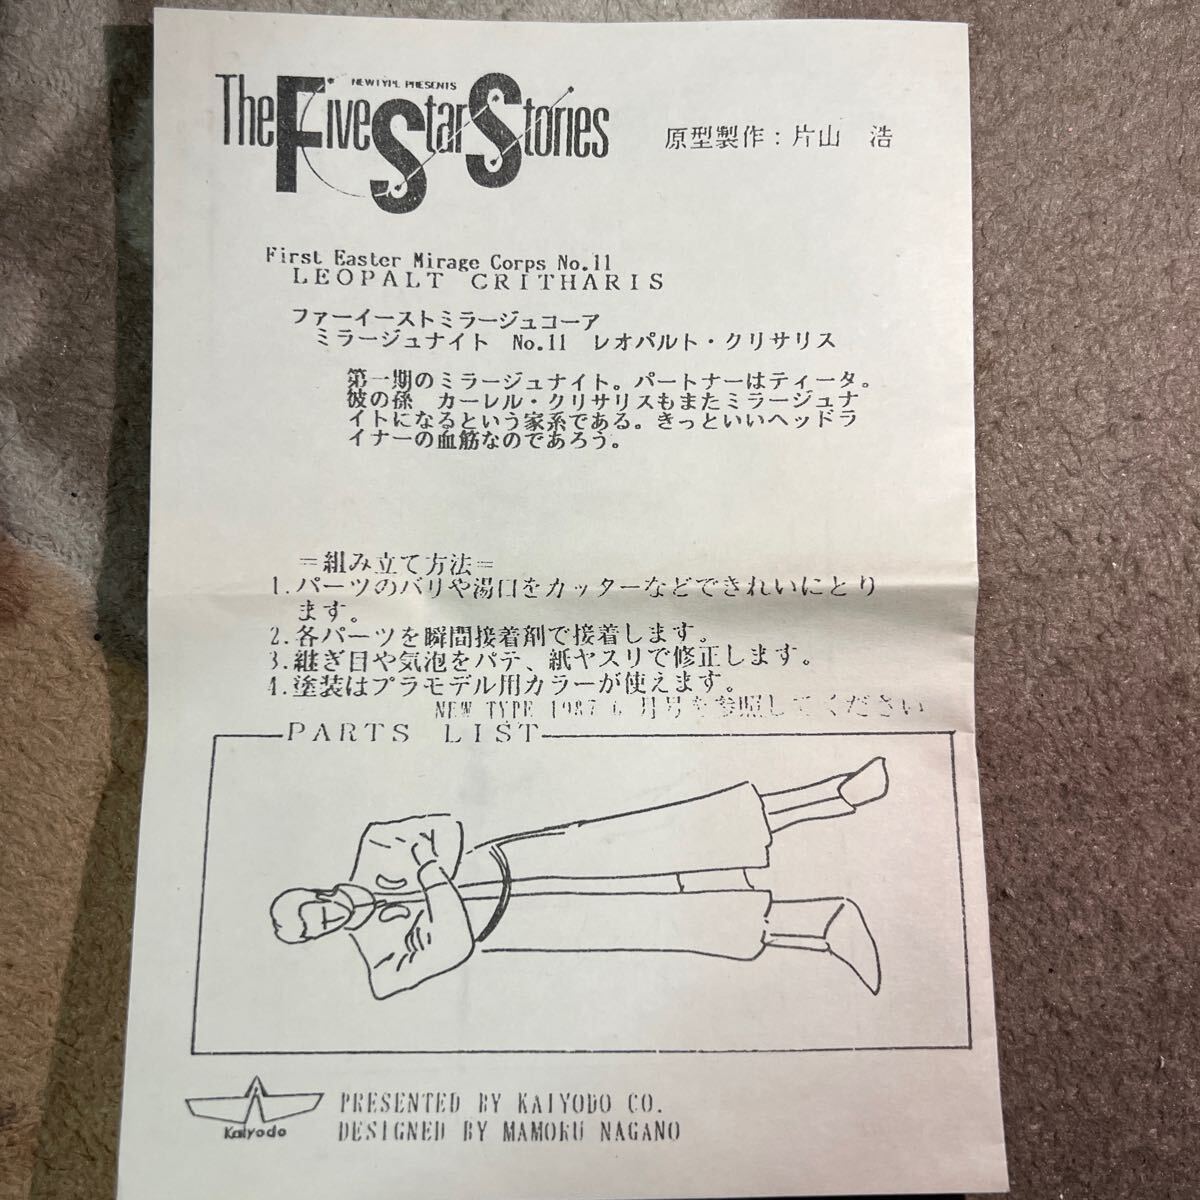 NEWTYPE PRESENTS
The Five Star Stories
原型製作：片山　浩
First Easter Mirage Corps No.11
LEOPALT CRITHARIS
ファーイーストミラージュコーア
ミラージュナイト　No.11　レオパルト・クリサリス
第一期のミラージュナイト。パートナーはティータ。
彼の孫　カーレル・クリサリスもまたミラージュナ
イトになるという家系である。きっといいヘッドラ
イナーの血筋なのであろう。
=組み立て方法=
1.パーツのバリや湯口をカッターなどできれいにとり
ます。
2.各パーツを瞬間接着剤で接着します。
3.継ぎ目や気泡をパテ、紙ヤスリで修正します。
4.塗装はプラモデル用カラーが使えます。
NEW TYPE 1987 6 月号を参照してください
PARTS LIST
Kaiyodo
PRESENTED BY KAIYODO CO.
DESIGNED BY MAMORU NAGANO